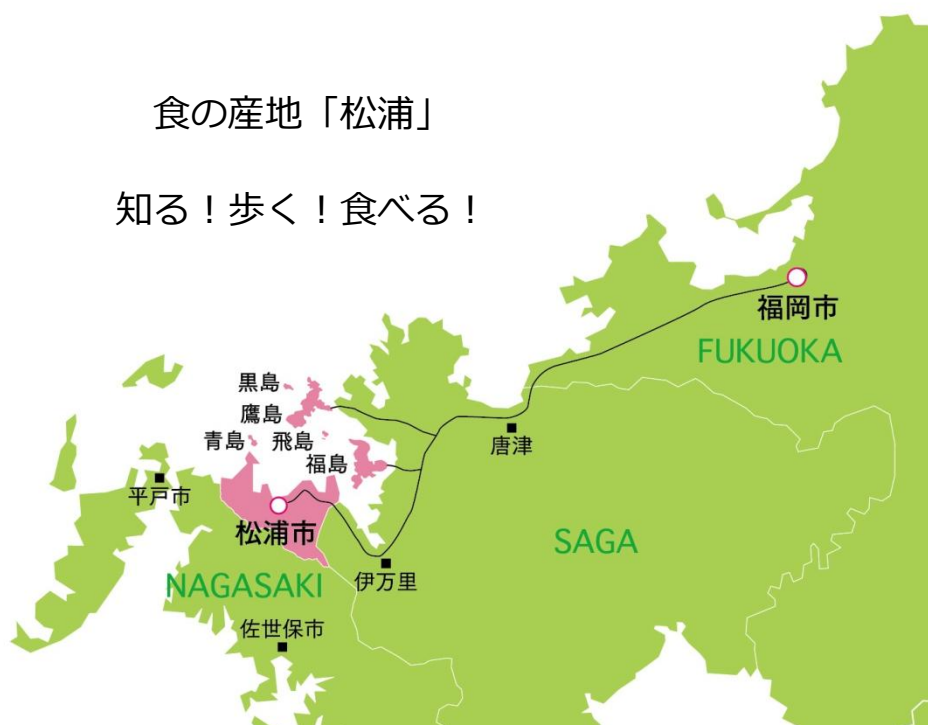 食の産地「松浦」
知る！歩く！食べる！
福岡市
FUKUOKA
黒島
鷹島
青島
飛島
福島
唐津
平戸市
松浦市
SAGA
NAGASAKI
伊万里
佐世保市